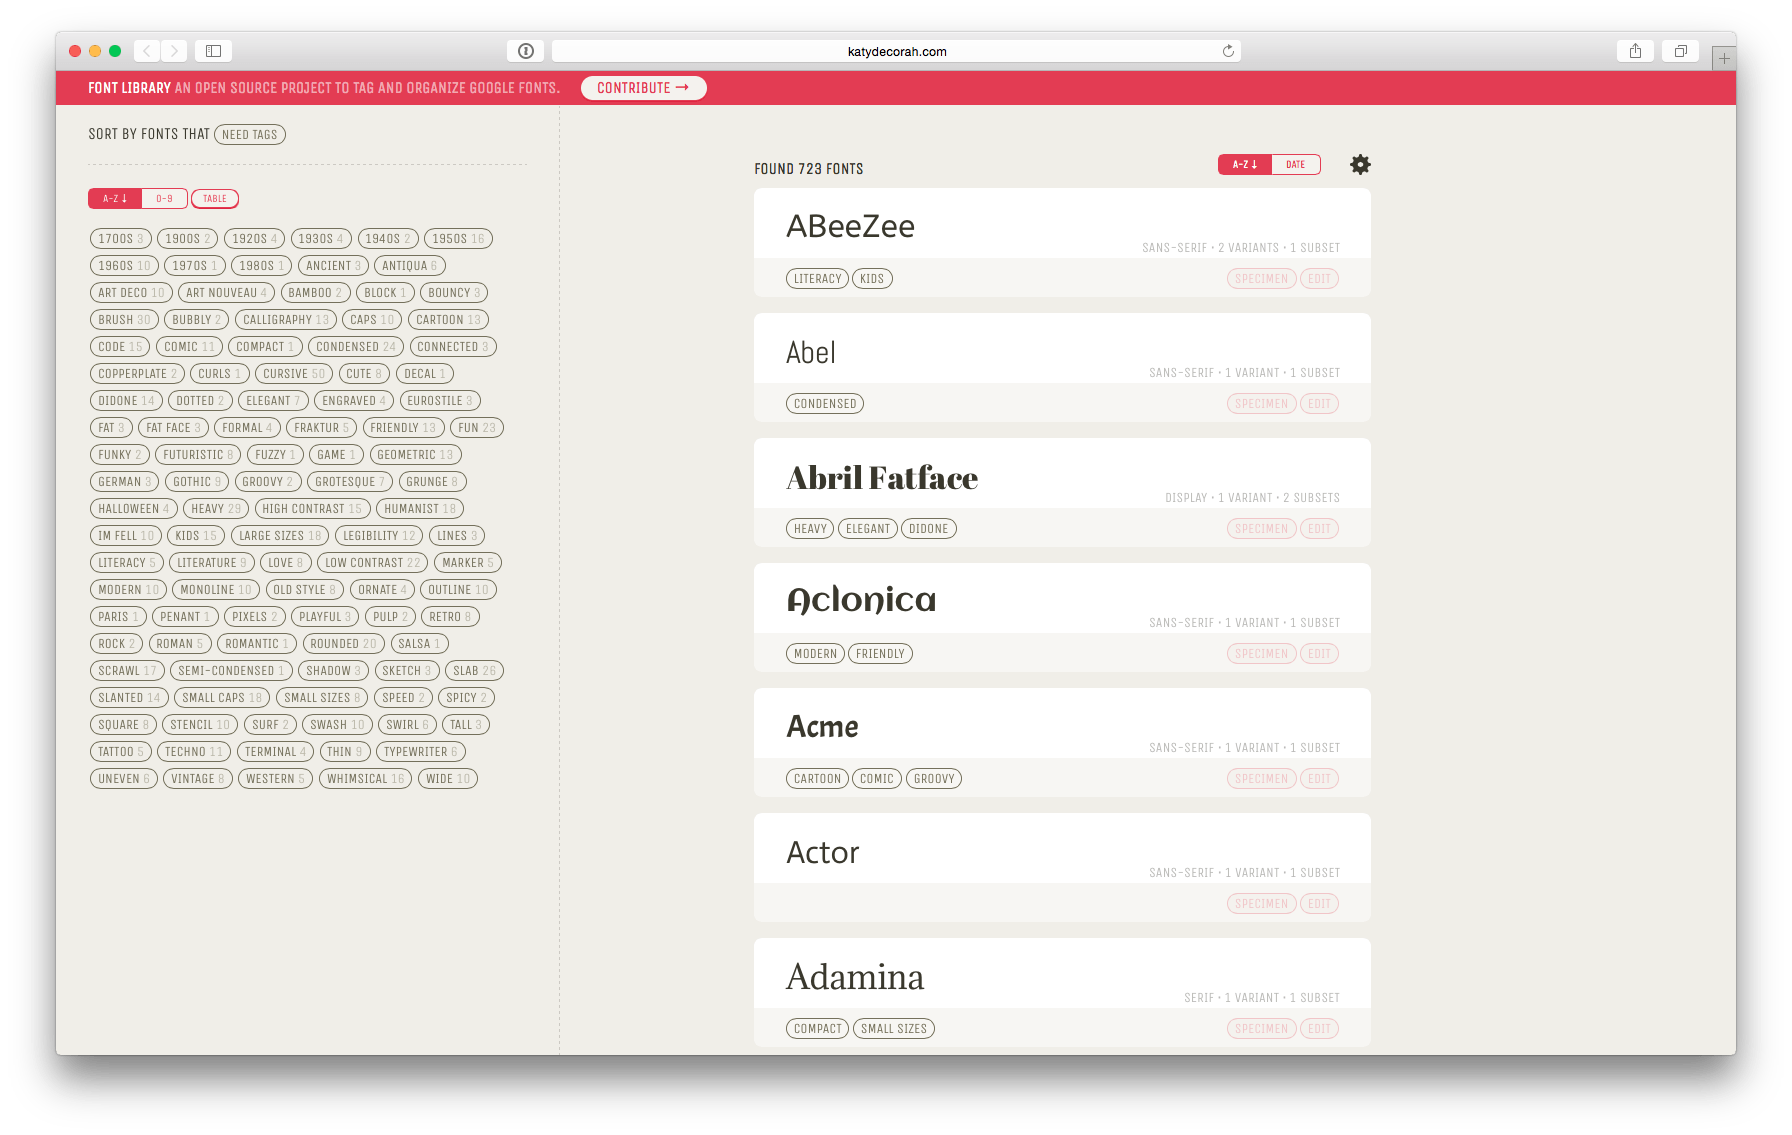 katydecorah.com
FONT LIBRARY AN OPEN SOURCE PROJECT TO TAG AND ORGANIZE GOOGLE FONTS. CONTRIBUTE →
SORT BY FONTS THAT NEED TAGS
A-Z ↓ 0-9 TABLE
1700S 3 1900S 2 1920S 4 1930S 4 1940S 2 1950S 16
1960S 10 1970S 1 1980S 1 ANCIENT 3 ANTIQUA 6
ART DECO 10 ART NOUVEAU 4 BAMBOO 2 BLOCK 1 BOUNCY 3
BRUSH 30 BUBBLY 2 CALLIGRAPHY 13 CAPS 10 CARTOON 13
CODE 15 COMIC 11 COMPACT 1 CONDENSED 24 CONNECTED 3
COPPERPLATE 2 CURLS 1 CURSIVE 50 CUTE 8 DECAL 1
DIDONE 14 DOTTED 2 ELEGANT 7 ENGRAVED 4 EUROSTILE 3
FAT 3 FAT FACE 3 FORMAL 4 FRAKTUR 5 FRIENDLY 13 FUN 23
FUNKY 2 FUTURISTIC 8 FUZZY 1 GAME 1 GEOMETRIC 13
GERMAN 3 GOTHIC 9 GROOVY 2 GROTESQUE 7 GRUNGE 8
HALLOWEEN 4 HEAVY 29 HIGH CONTRAST 15 HUMANIST 18
IM FELL 10 KIDS 15 LARGE SIZES 18 LEGIBILITY 12 LINES 3
LITERACY 5 LITERATURE 9 LOVE 8 LOW CONTRAST 22 MARKER 5
MODERN 10 MONOLINE 10 OLD STYLE 8 ORNATE 4 OUTLINE 10
PARIS 1 PENANT 1 PIXELS 2 PLAYFUL 3 PULP 2 RETRO 8
ROCK 2 ROMAN 5 ROMANTIC 1 ROUNDED 20 SALSA 1
SCRAWL 17 SEMI-CONDENSED 1 SHADOW 3 SKETCH 3 SLAB 26
SLANTED 14 SMALL CAPS 18 SMALL SIZES 8 SPEED 2 SPICY 2
SQUARE 8 STENCIL 10 SURF 2 SWASH 10 SWIRL 6 TALL 3
TATTOO 5 TECHNO 11 TERMINAL 4 THIN 9 TYPEWRITER 6
UNEVEN 6 VINTAGE 8 WESTERN 5 WHIMSICAL 16 WIDE 10
FOUND 723 FONTS A-Z ↓ DATE
ABeeZee
SANS-SERIF • 2 VARIANTS • 1 SUBSET
LITERACY KIDS SPECIMEN EDIT
Abel
SANS-SERIF • 1 VARIANT • 1 SUBSET
CONDENSED SPECIMEN EDIT
Abril Fatface
DISPLAY • 1 VARIANT • 2 SUBSETS
HEAVY ELEGANT DIDONE SPECIMEN EDIT
Aclonica
SANS-SERIF • 1 VARIANT • 1 SUBSET
MODERN FRIENDLY SPECIMEN EDIT
Acme
SANS-SERIF • 1 VARIANT • 1 SUBSET
CARTOON COMIC GROOVY SPECIMEN EDIT
Actor
SANS-SERIF • 1 VARIANT • 1 SUBSET
SPECIMEN EDIT
Adamina
SERIF • 1 VARIANT • 1 SUBSET
COMPACT SMALL SIZES SPECIMEN EDIT